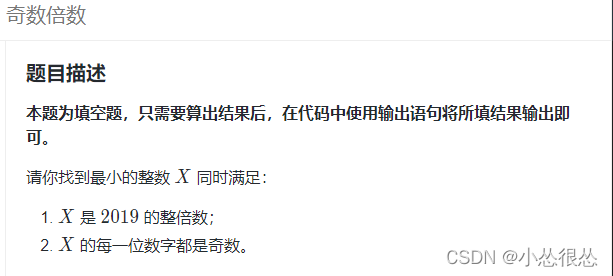 奇数倍数
题目描述
本题为填空题，只需要算出结果后，在代码中使用输出语句将所填结果输出即
可。
请你找到最小的整数 X 同时满足：
1. X 是 2019 的整倍数；
2. X 的每一位数字都是奇数。
CSDN @小怂很怂